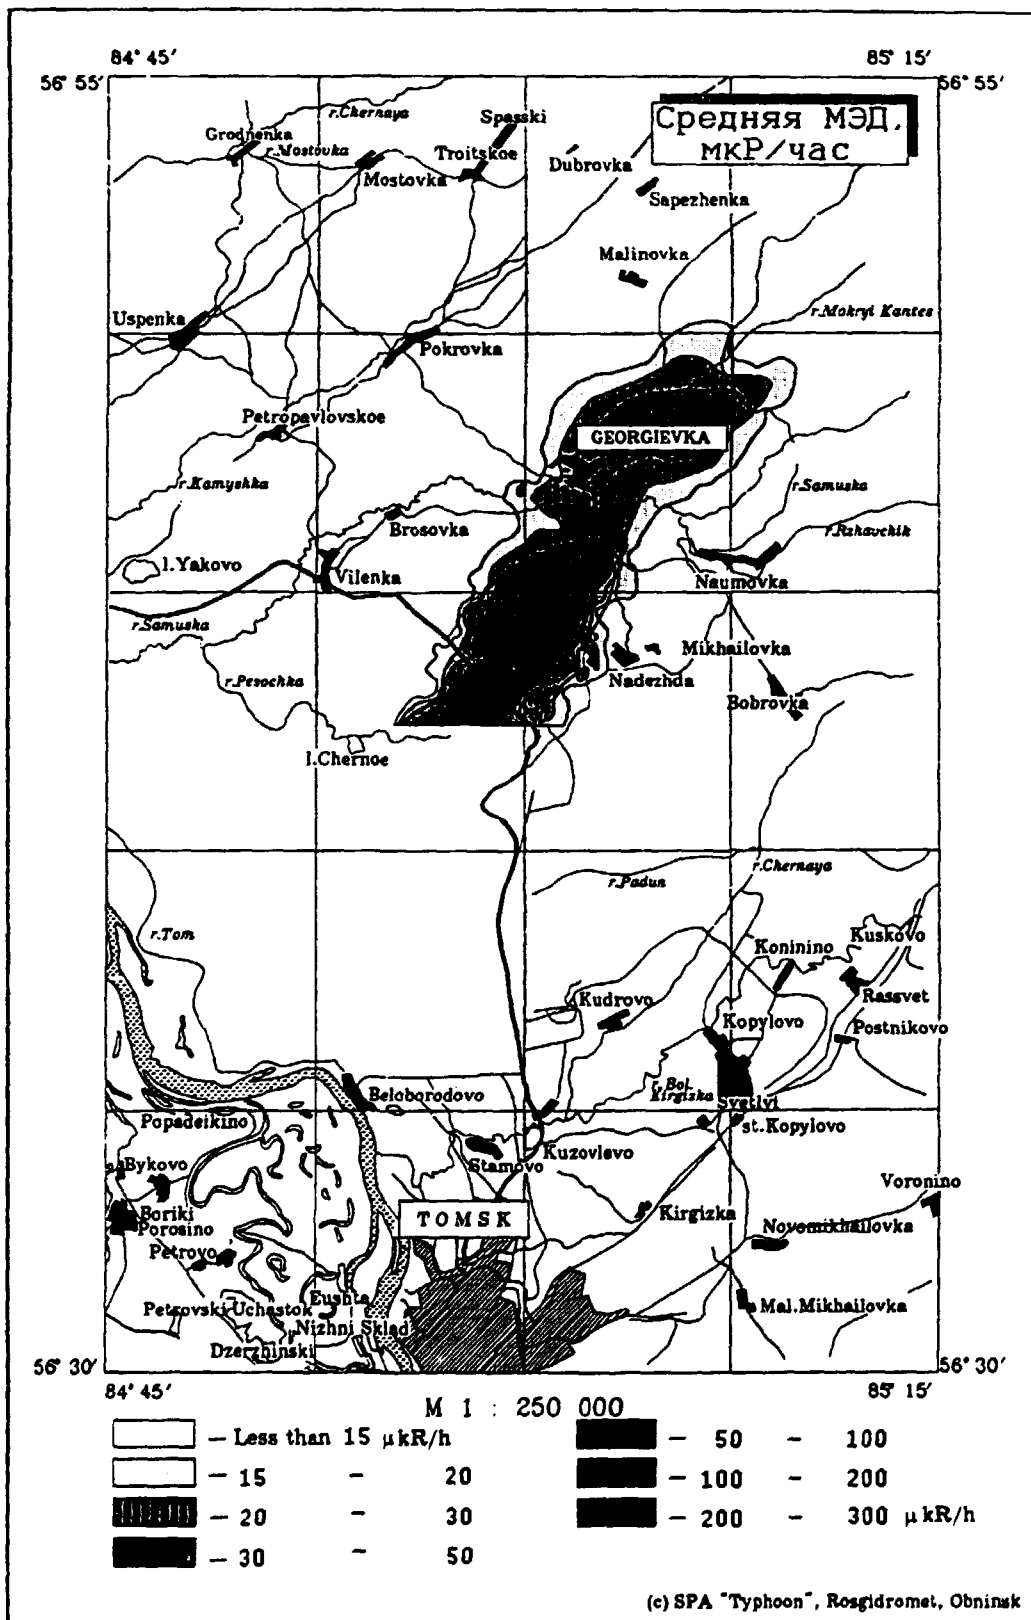 84° 45′
85° 15′
56° 55′
56° 55′
Средняя МЭД,
мкР/час
r.Chernaya
Spasski
Grodnenka
r.Mostovka
Troitskoe
Mostovka
Dubrovka
Sapezhenka
Malinovka
Uspenka
r.Mokryi Kantes
Pokrovka
Petropavlovskoe
GEORGIEVKA
r.Kamyshka
r.Samuska
Brosovka
r.Rzhavchik
l.Yakovo
Vilenka
Naumovka
r.Samuska
Mikhailovka
r.Pesochka
Nadezhda
Bobrovka
l.Chernoe
r.Chernaya
r.Padun
r.Tom
Kuskovo
Koninino
Kudrovo
Rassvet
Kopylovo
Postnikovo
Beloborodovo
r. Bol.
Kirgizka
Svetlyi
Popadeikino
st.Kopylovo
Kuzovlevo
Bykovo
Stamovo
Voronino
Boriki
Porosino
TOMSK
Kirgizka
Novomikhailovka
Petrovo
Eushta
Petrovski Uchastok
Mal.Mikhailovka
Nizhni Sklad
Dzerzhinski
56° 30′
56° 30′
84° 45′
85° 15′
M 1 : 250 000
— Less than 15 µkR/h
— 50 — 100
— 15 — 20
— 100 — 200
— 20 — 30
— 200 — 300 µkR/h
— 30 — 50
(c) SPA "Typhoon", Rosgidromet, Obninsk